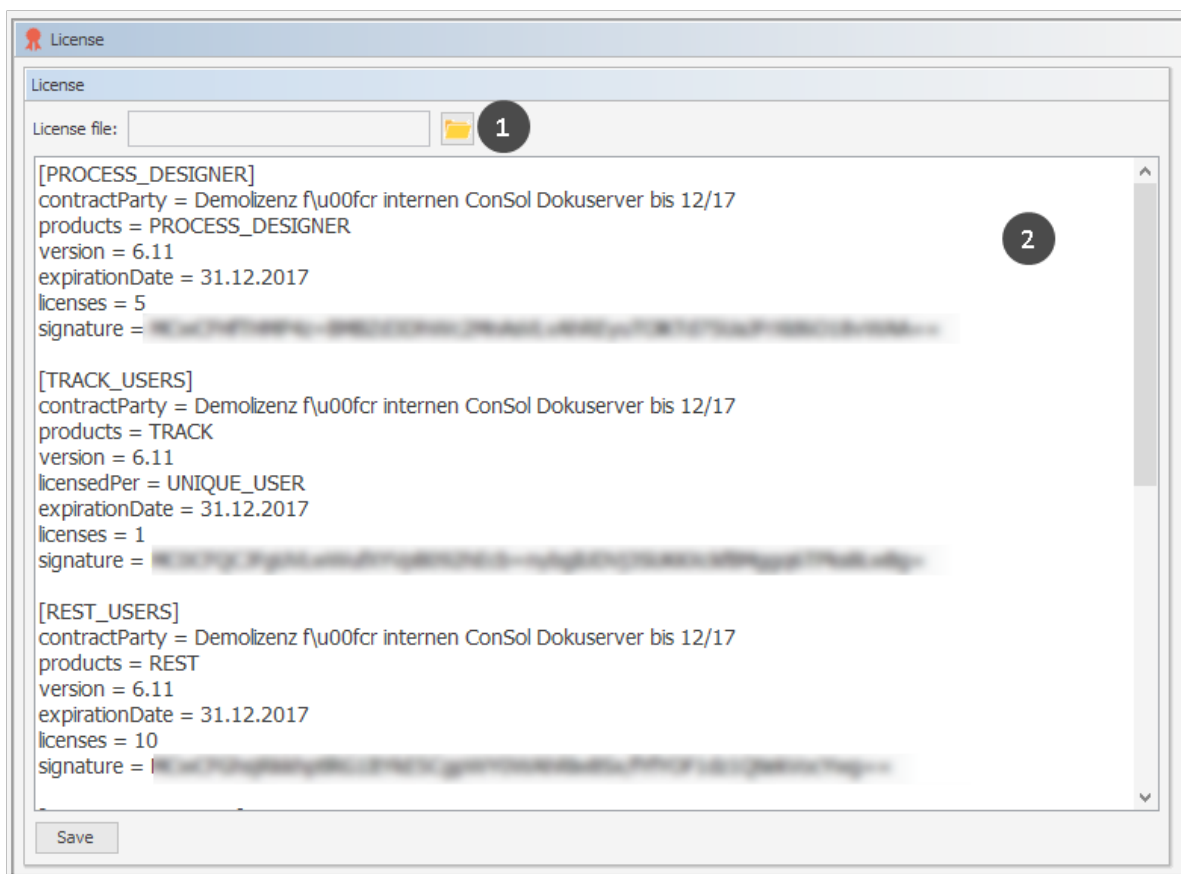 License
License
License file:
1
[PROCESS_DESIGNER]
contractParty = Demolizenz f\u00fcr internen ConSol Dokuserver bis 12/17
products = PROCESS_DESIGNER
2
version = 6.11
expirationDate = 31.12.2017
licenses = 5
signature =
[TRACK_USERS]
contractParty = Demolizenz f\u00fcr internen ConSol Dokuserver bis 12/17
products = TRACK
version = 6.11
licensedPer = UNIQUE_USER
expirationDate = 31.12.2017
licenses = 1
signature =
[REST_USERS]
contractParty = Demolizenz f\u00fcr internen ConSol Dokuserver bis 12/17
products = REST
version = 6.11
expirationDate = 31.12.2017
licenses = 10
signature =
Save